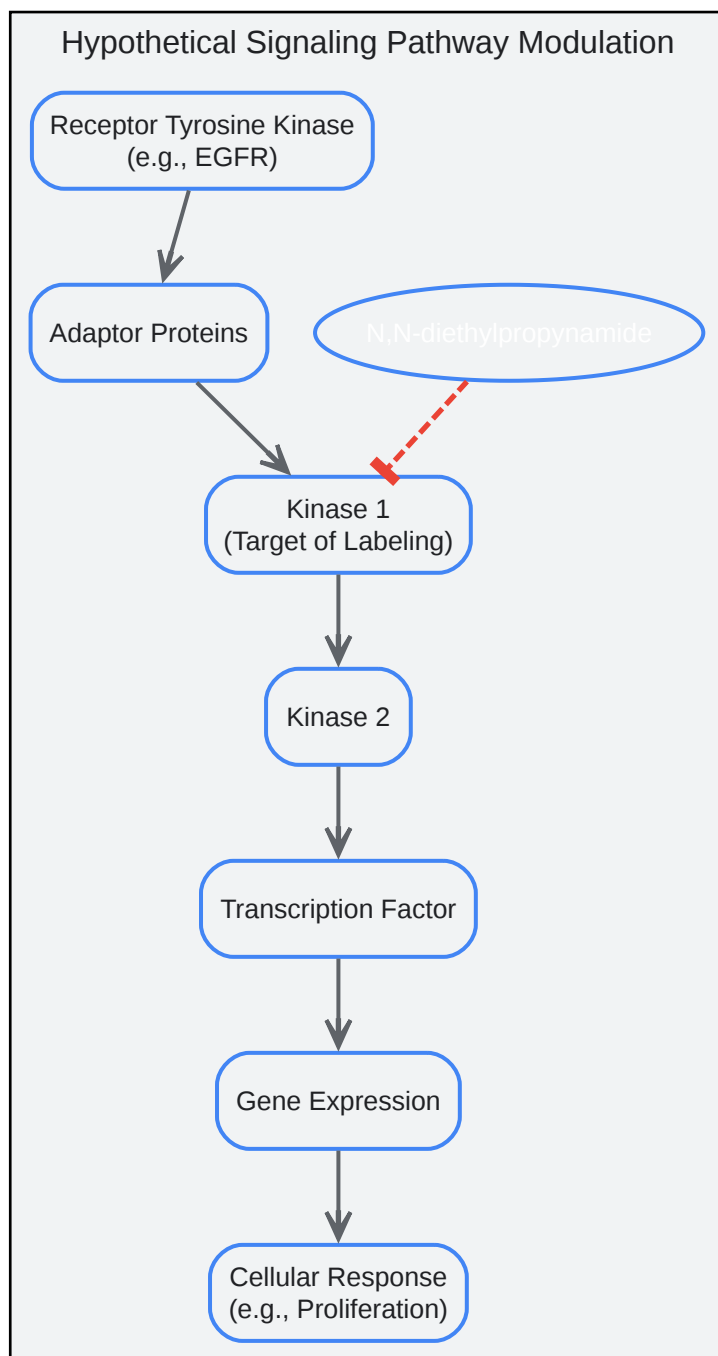 Hypothetical Signaling Pathway Modulation
Receptor Tyrosine Kinase
(e.g., EGFR)
Adaptor Proteins
N,N-diethylpropynamide
Kinase 1
(Target of Labeling)
Kinase 2
Transcription Factor
Gene Expression
Cellular Response
(e.g., Proliferation)